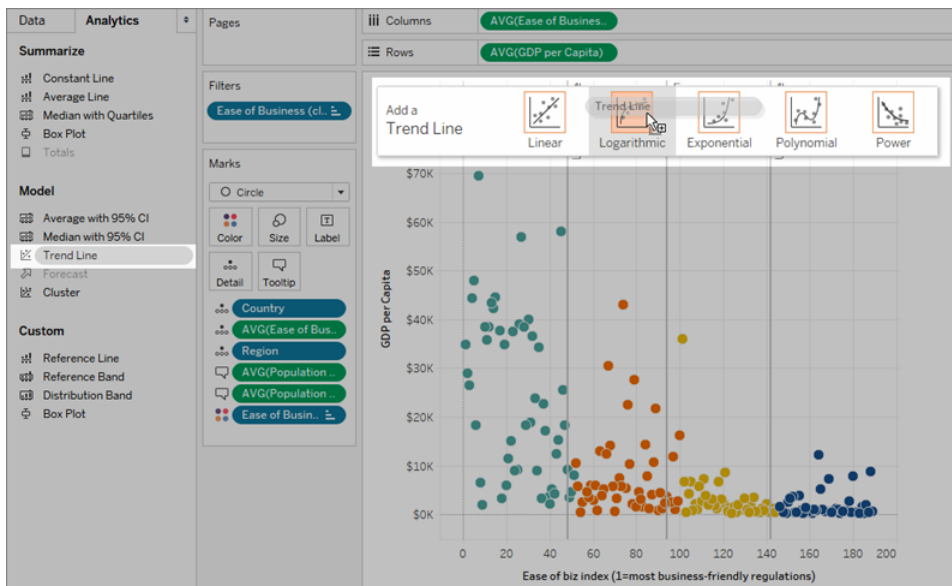 Data
Analytics
Summarize
Constant Line
Average Line
Median with Quartiles
Box Plot
Totals
Model
Average with 95% CI
Median with 95% CI
Trend Line
Forecast
Cluster
Custom
Reference Line
Reference Band
Distribution Band
Box Plot
Pages
Filters
Ease of Business (cl..
Marks
Circle
Color
Size
Label
Detail
Tooltip
Country
AVG(Ease of Bus..
Region
AVG(Population ..
AVG(Population ..
Ease of Busin..
Columns
AVG(Ease of Busines..
Rows
AVG(GDP per Capita)
Add a
Trend Line
Trend Line
Linear
Logarithmic
Exponential
Polynomial
Power
GDP per Capita
$70K
$60K
$50K
$40K
$30K
$20K
$10K
$0K
0 20 40 60 80 100 120 140 160 180 200
Ease of biz index (1=most business-friendly regulations)